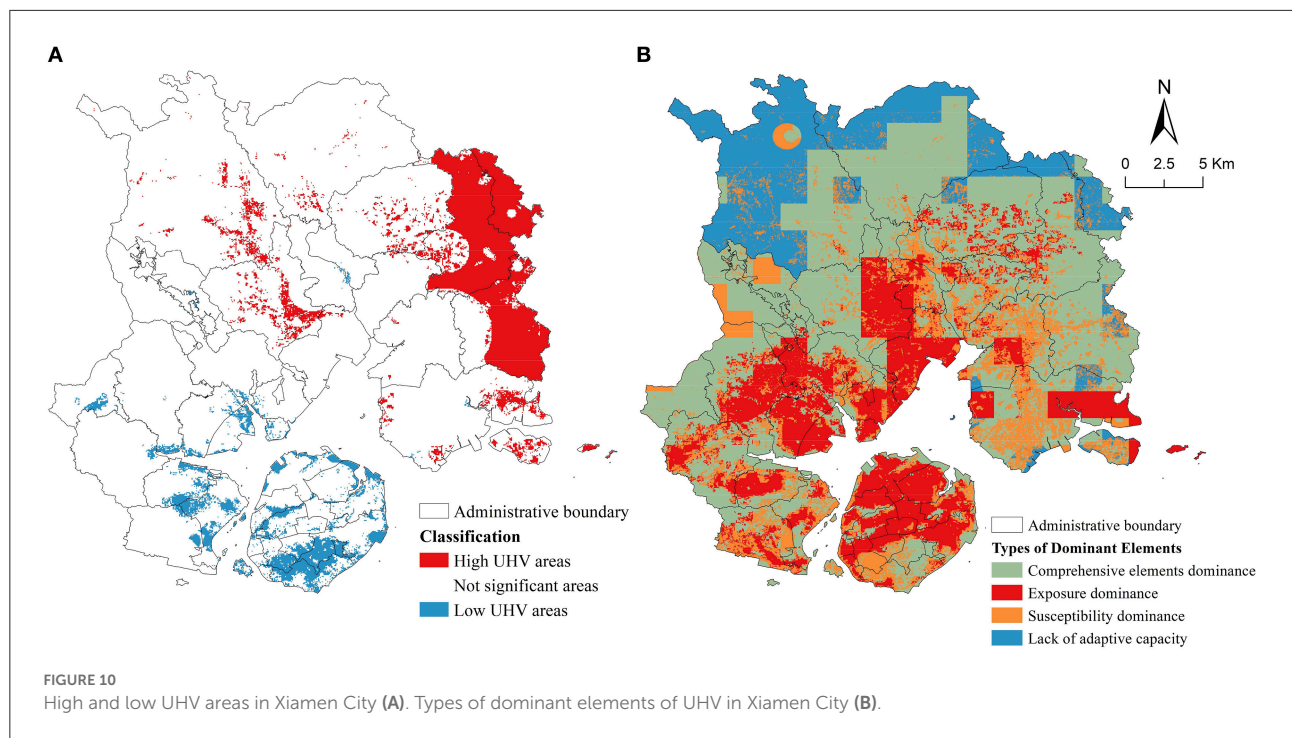 A
B
N
0 2.5 5 Km
Administrative boundary
Classification
High UHV areas
Not significant areas
Low UHV areas
Administrative boundary
Types of Dominant Elements
Comprehensive elements dominance
Exposure dominance
Susceptibility dominance
Lack of adaptive capacity
FIGURE 10
High and low UHV areas in Xiamen City (A). Types of dominant elements of UHV in Xiamen City (B).